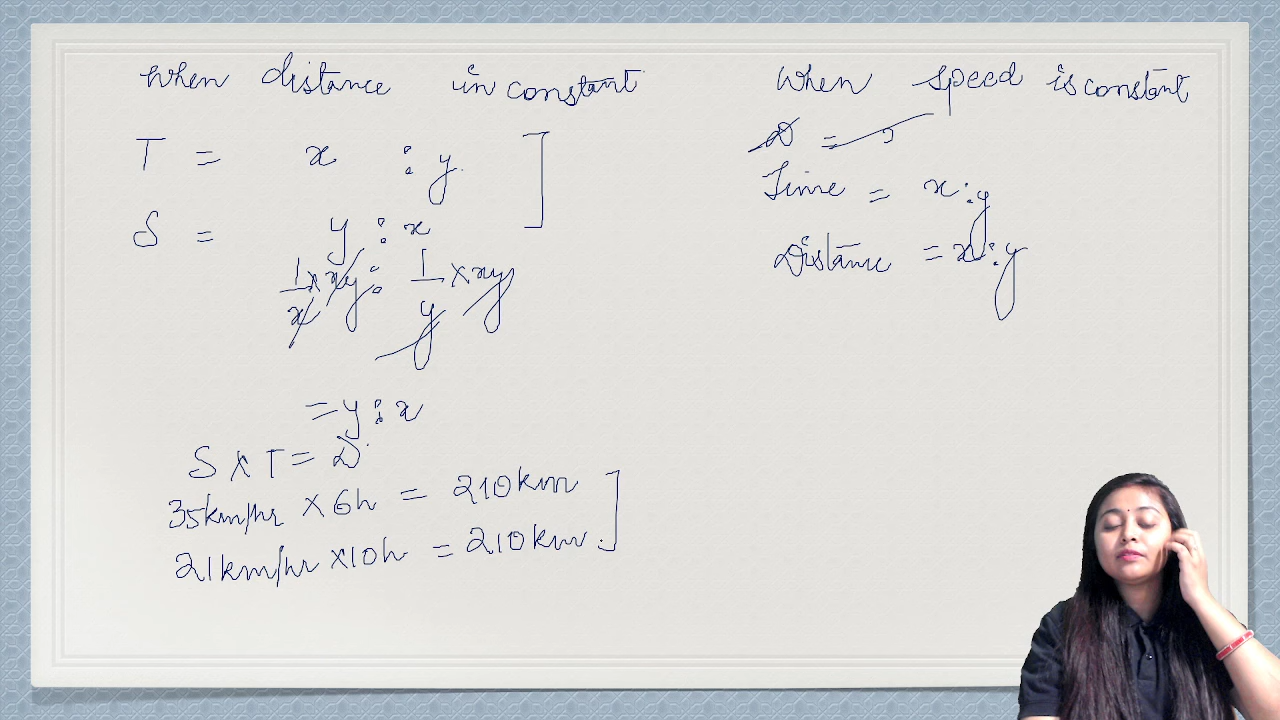 When distance in constant
T = x : y
S = y : x
1/x × xy : 1/y × xy
= y : x
S × T = D
35km/hr × 6h = 210km
21km/hr × 10h = 210km.
When speed is constant
D = ?
Time = x : y
Distance = x : y